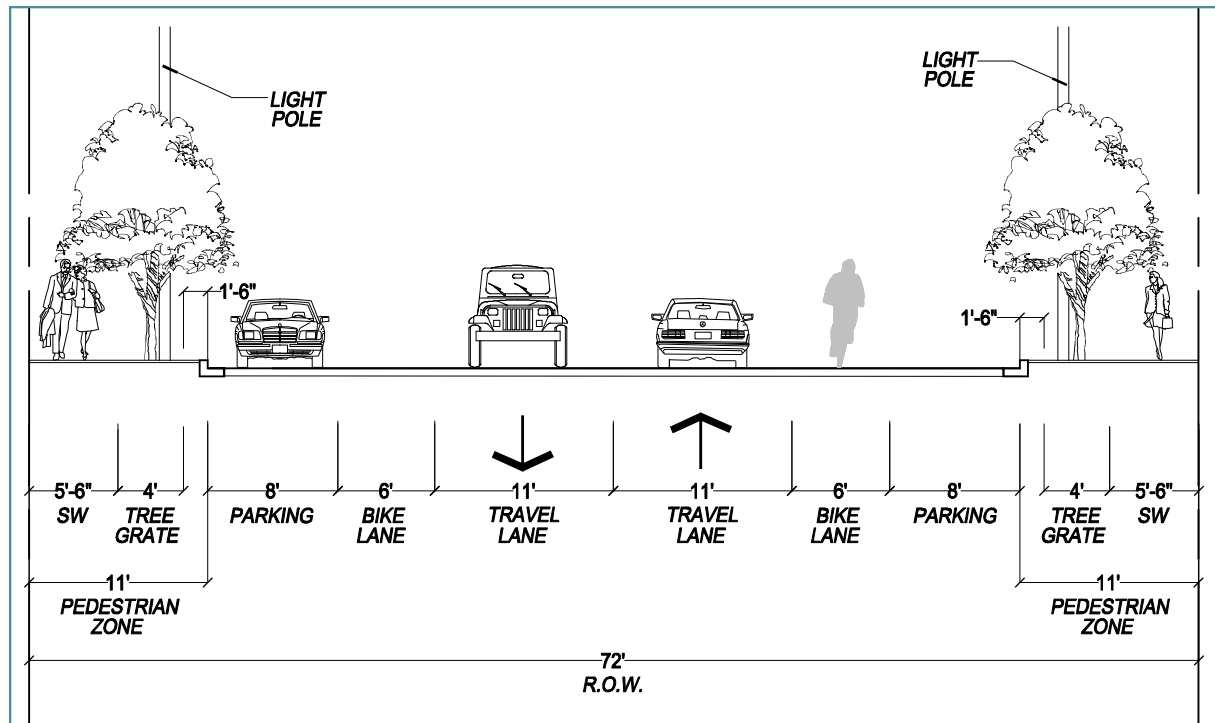 LIGHT
POLE
LIGHT
POLE
1'-6"
1'-6"
5'-6"
SW
4'
TREE
GRATE
8'
PARKING
6'
BIKE
LANE
11'
TRAVEL
LANE
11'
TRAVEL
LANE
6'
BIKE
LANE
8'
PARKING
4'
TREE
GRATE
5'-6"
SW
11'
PEDESTRIAN
ZONE
11'
PEDESTRIAN
ZONE
72'
R.O.W.